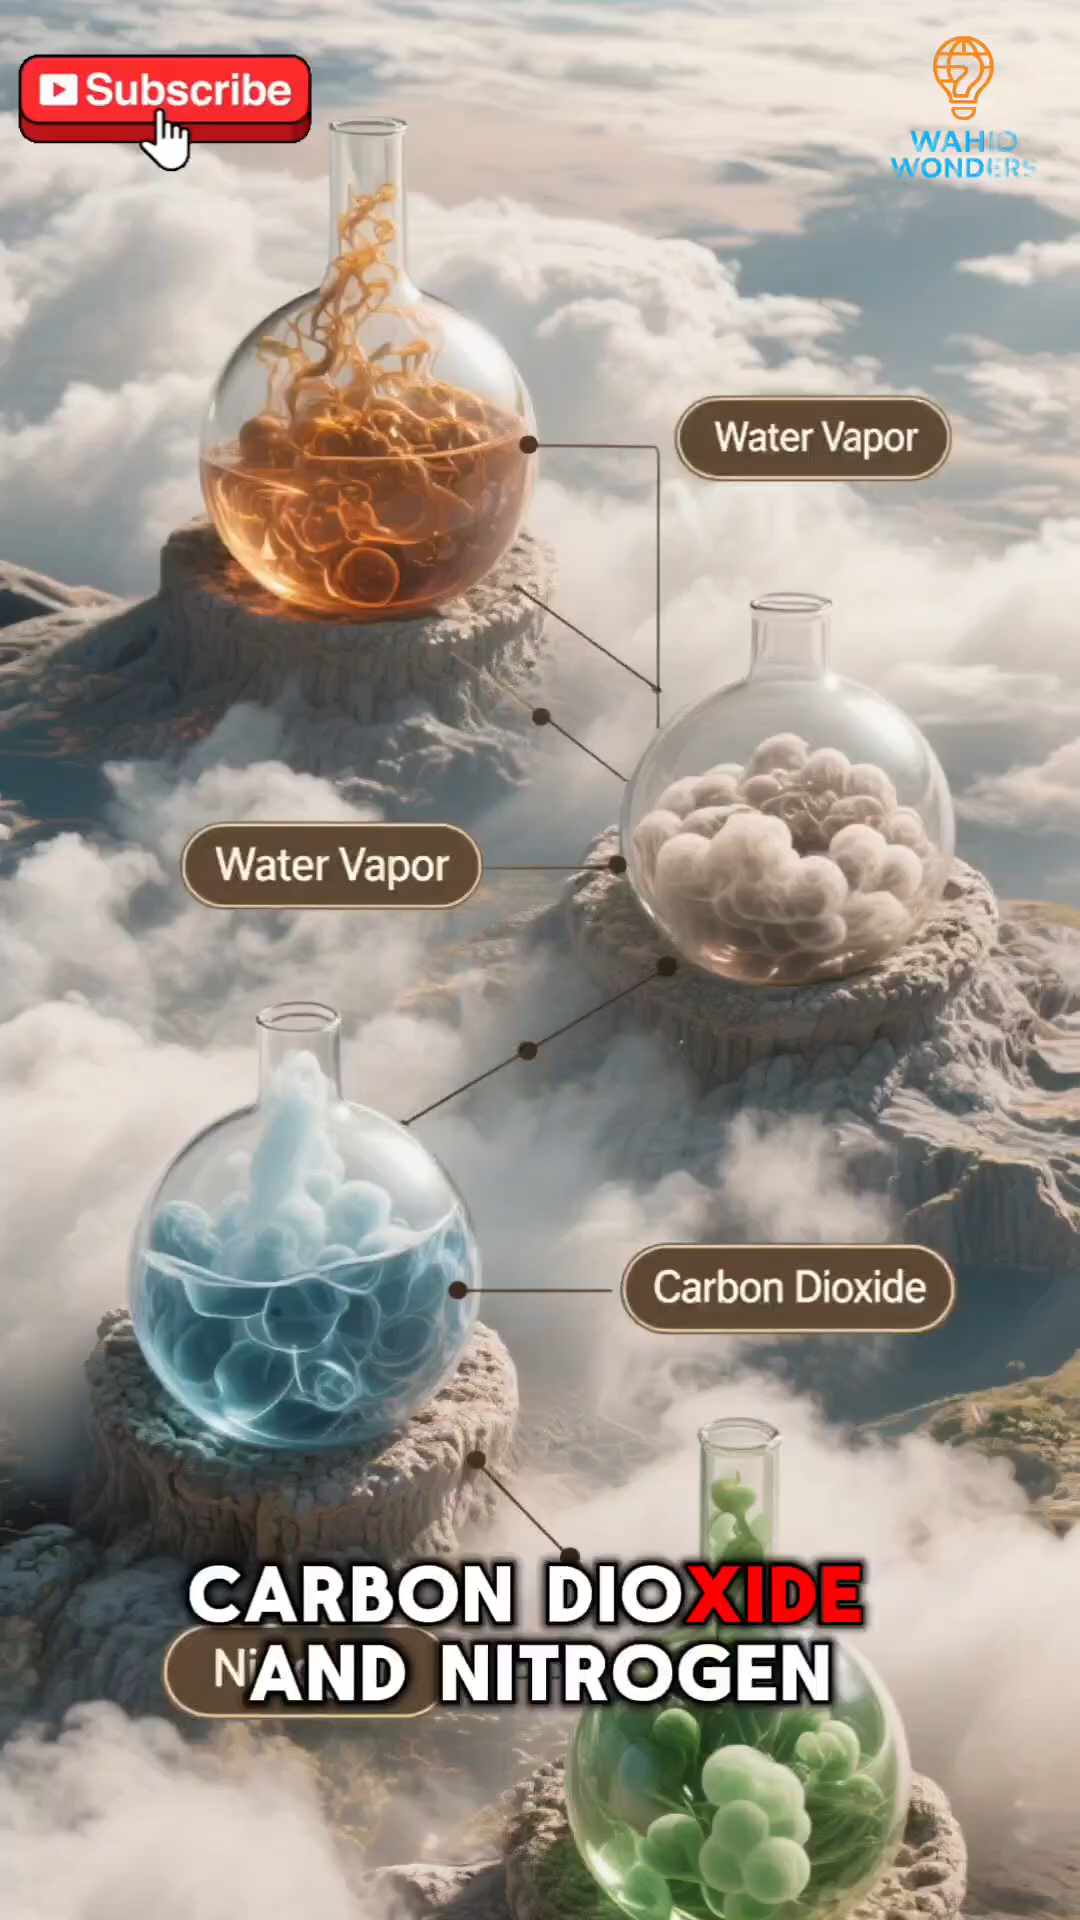 Subscribe
WAHID
WONDERS
Water Vapor
Water Vapor
Carbon Dioxide
CARBON DIOXIDE
AND NITROGEN